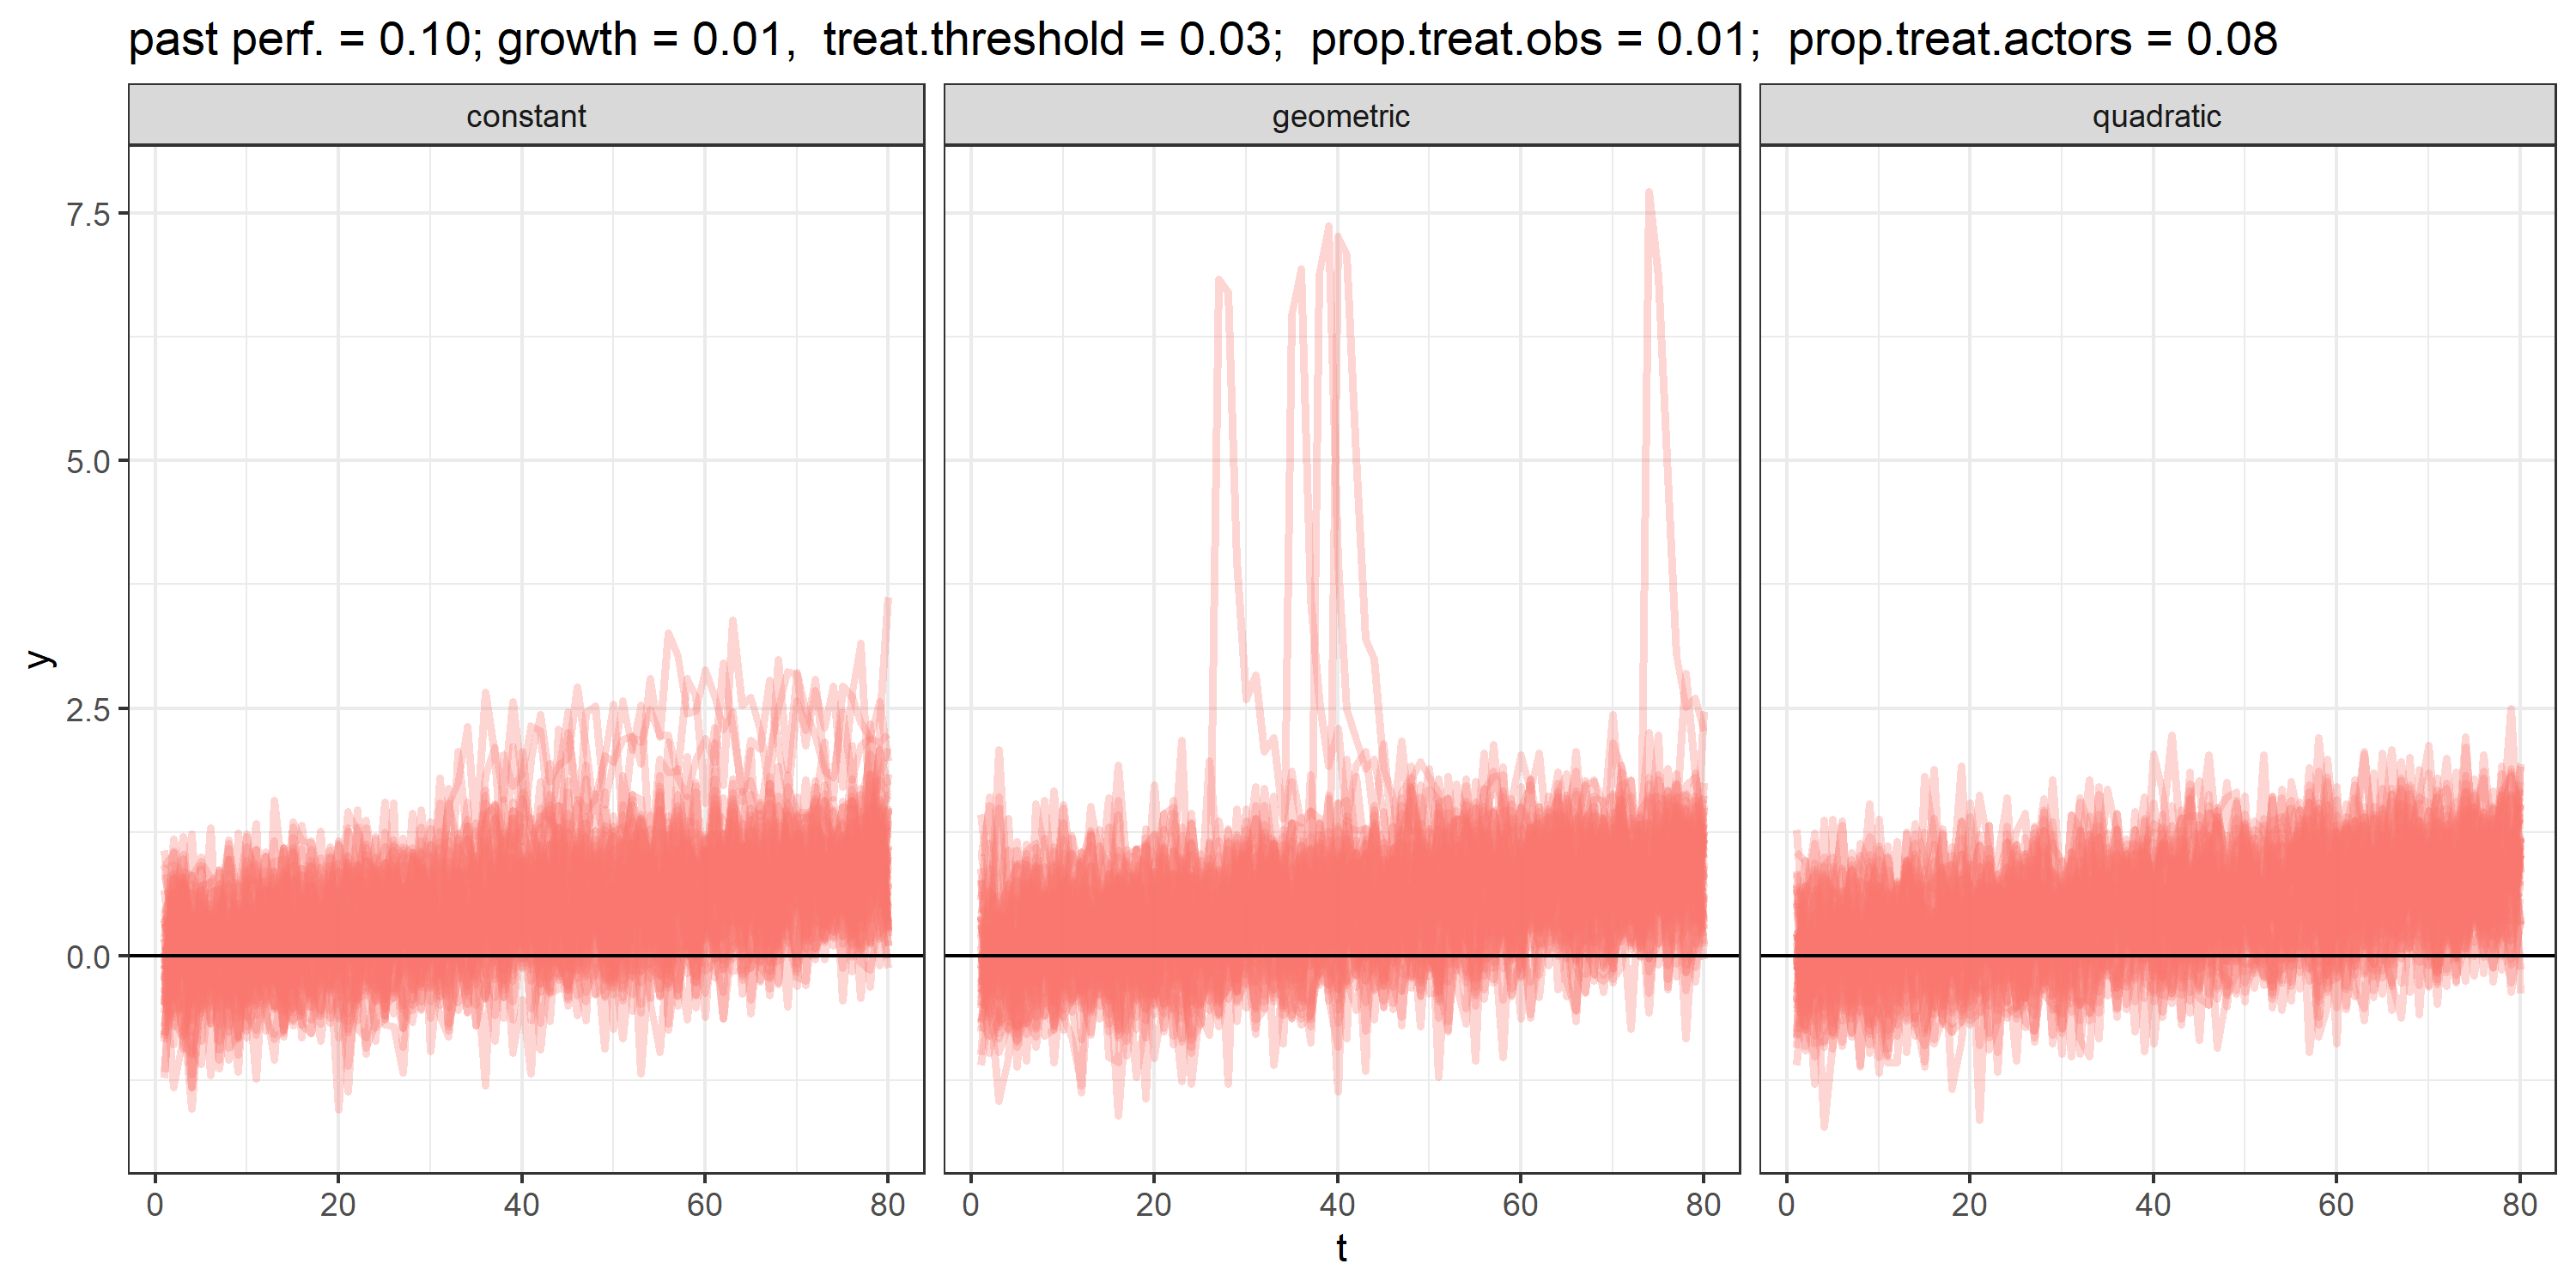 past perf. = 0.10; growth = 0.01,  treat.threshold = 0.03;  prop.treat.obs = 0.01;  prop.treat.actors = 0.08
constant
geometric
quadratic
7.5
5.0
2.5
0.0
y
0 20 40 60 80
0 20 40 60 80
0 20 40 60 80
t